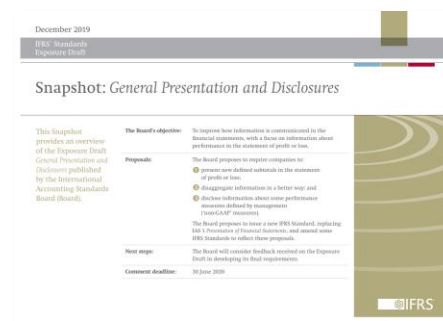 December 2019
IFRS® Standards
Exposure Draft
Snapshot: General Presentation and Disclosures
This Snapshot
provides an overview
of the Exposure Draft
General Presentation and
Disclosures published
by the International
Accounting Standards
Board (Board).
The Board's objective:
To improve how information is communicated in the
financial statements, with a focus on information about
performance in the statement of profit or loss.
Proposals:
The Board proposes to require companies to:
1 present new defined subtotals in the statement
of profit or loss;
2 disaggregate information in a better way; and
3 disclose information about some performance
measures defined by management
('non-GAAP' measures).
The Board proposes to issue a new IFRS Standard, replacing
IAS 1 Presentation of Financial Statements, and amend some
IFRS Standards to reflect these proposals.
Next steps:
The Board will consider feedback received on the Exposure
Draft in developing its final requirements.
Comment deadline:
30 June 2020
IFRS